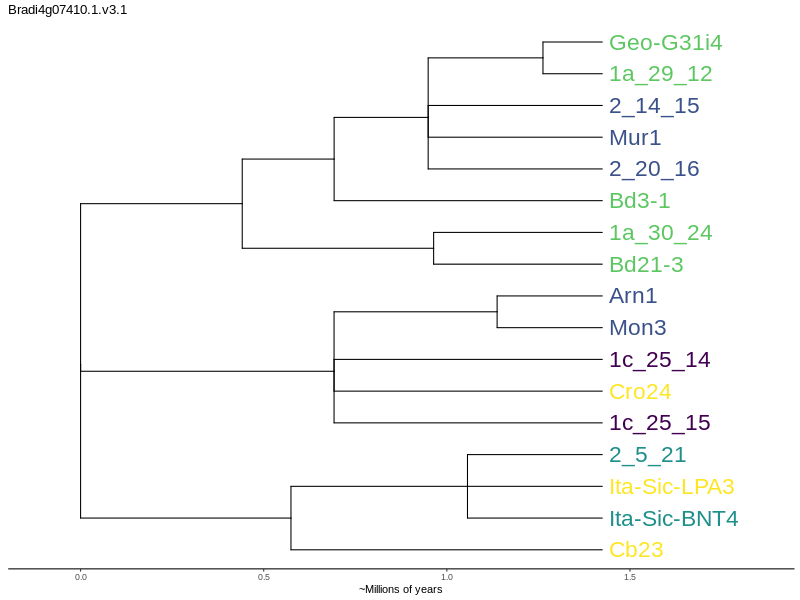 Bradi4g07410.1.v3.1
Geo-G31i4
1a_29_12
2_14_15
Mur1
2_20_16
Bd3-1
1a_30_24
Bd21-3
Arn1
Mon3
1c_25_14
Cro24
1c_25_15
2_5_21
Ita-Sic-LPA3
Ita-Sic-BNT4
Cb23
0.0 0.5 1.0 1.5
~Millions of years